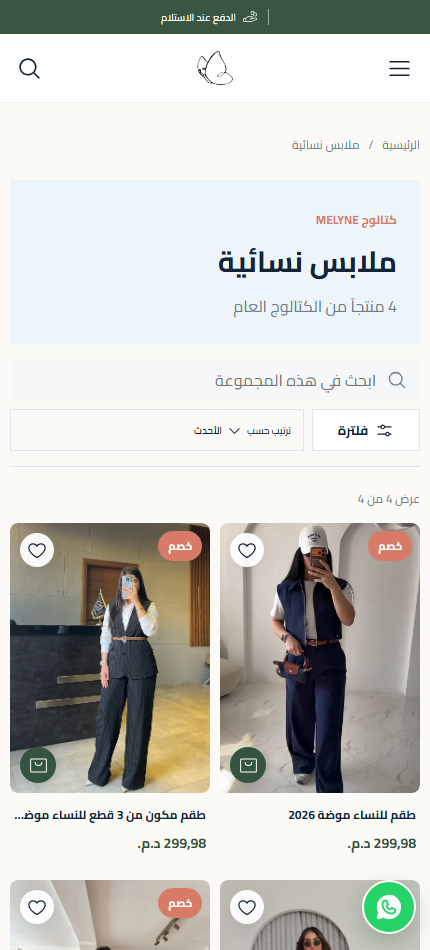 الدفع عند الاستلام
الرئيسية / ملابس نسائية
كتالوج MELYNE
ملابس نسائية
4 منتجاً من الكتالوج العام
ابحث في هذه المجموعة
فلترة
ترتيب حسب الأحدث
عرض 4 من 4
خصم
خصم
طقم للنساء موضة 2026
299,98 د.م.
طقم مكون من 3 قطع للنساء موضـ...
299,98 د.م.
خصم